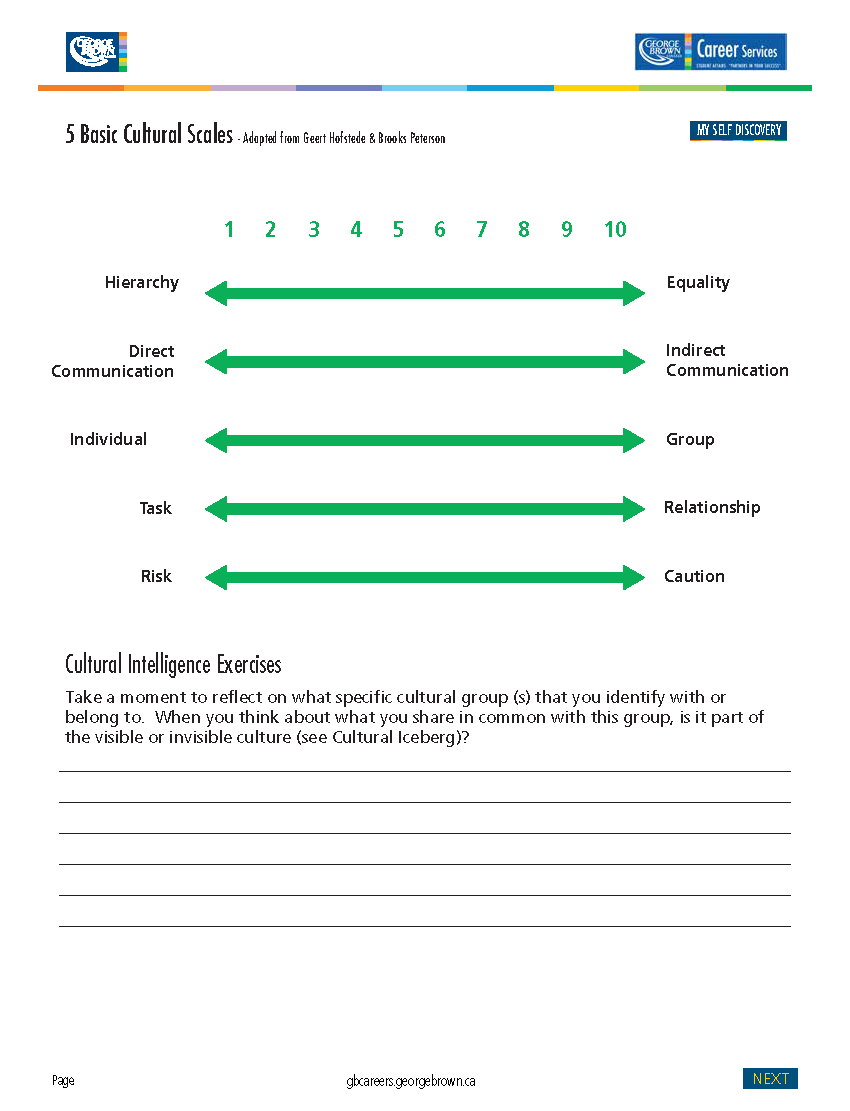 GEORGE BROWN
GEORGE BROWN COLLEGE Career Services
STUDENT AFFAIRS: "PARTNERS IN YOUR SUCCESS"
5 Basic Cultural Scales - Adapted from Geert Hofstede & Brooks Peterson
MY SELF DISCOVERY
1 2 3 4 5 6 7 8 9 10
Hierarchy Equality
Direct Indirect
Communication Communication
Individual Group
Task Relationship
Risk Caution
Cultural Intelligence Exercises
Take a moment to reflect on what specific cultural group (s) that you identify with or
belong to.  When you think about what you share in common with this group, is it part of
the visible or invisible culture (see Cultural Iceberg)?
Page gbcareers.georgebrown.ca NEXT